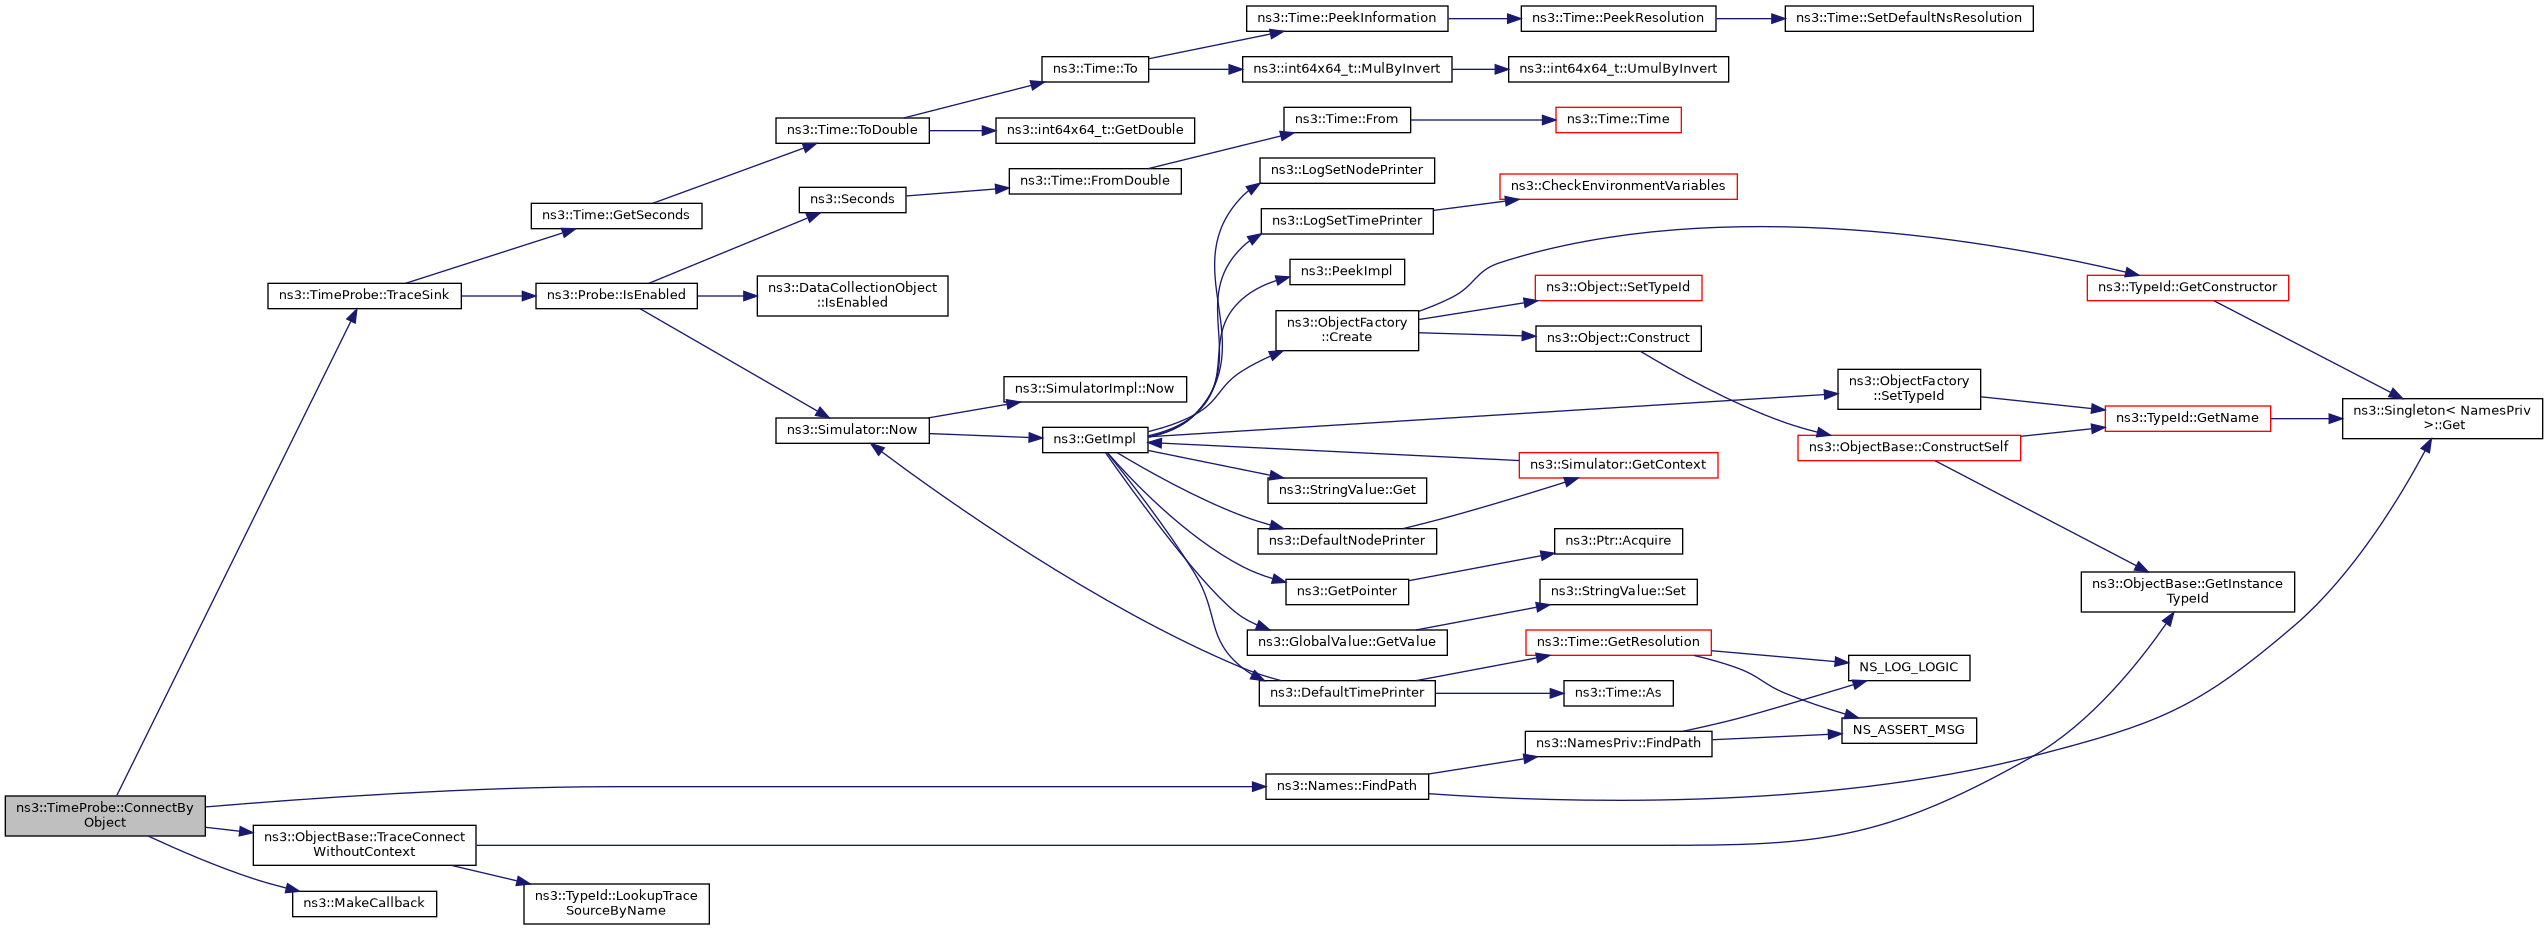 ns3::Time::PeekInformation
ns3::Time::PeekResolution
ns3::Time::SetDefaultNsResolution
ns3::Time::To
ns3::int64x64_t::MulByInvert
ns3::int64x64_t::UmulByInvert
ns3::Time::ToDouble
ns3::int64x64_t::GetDouble
ns3::Time::From
ns3::Time::Time
ns3::Time::FromDouble
ns3::LogSetNodePrinter
ns3::Seconds
ns3::CheckEnvironmentVariables
ns3::Time::GetSeconds
ns3::LogSetTimePrinter
ns3::PeekImpl
ns3::TimeProbe::TraceSink
ns3::Probe::IsEnabled
ns3::DataCollectionObject
::IsEnabled
ns3::Object::SetTypeId
ns3::TypeId::GetConstructor
ns3::ObjectFactory
::Create
ns3::Object::Construct
ns3::SimulatorImpl::Now
ns3::ObjectFactory
::SetTypeId
ns3::Simulator::Now
ns3::GetImpl
ns3::TypeId::GetName
ns3::Singleton< NamesPriv
>::Get
ns3::ObjectBase::ConstructSelf
ns3::Simulator::GetContext
ns3::StringValue::Get
ns3::DefaultNodePrinter
ns3::Ptr::Acquire
ns3::GetPointer
ns3::StringValue::Set
ns3::ObjectBase::GetInstance
TypeId
ns3::GlobalValue::GetValue
ns3::Time::GetResolution
NS_LOG_LOGIC
ns3::DefaultTimePrinter
ns3::Time::As
NS_ASSERT_MSG
ns3::NamesPriv::FindPath
ns3::Names::FindPath
ns3::TimeProbe::ConnectBy
Object
ns3::ObjectBase::TraceConnect
WithoutContext
ns3::MakeCallback
ns3::TypeId::LookupTrace
SourceByName